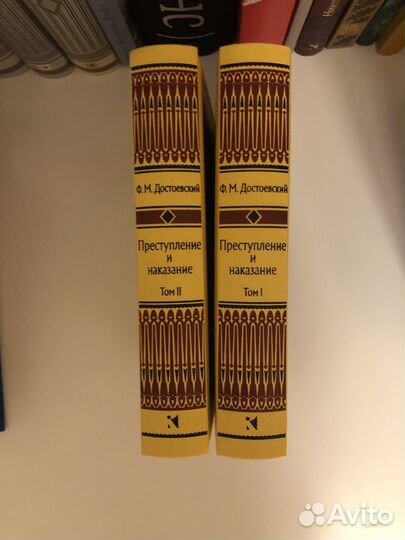 Ф. М. Достоевский
Преступление
и
наказание
Том II
Ф. М. Достоевский
Преступление
и
наказание
Том I
Avito